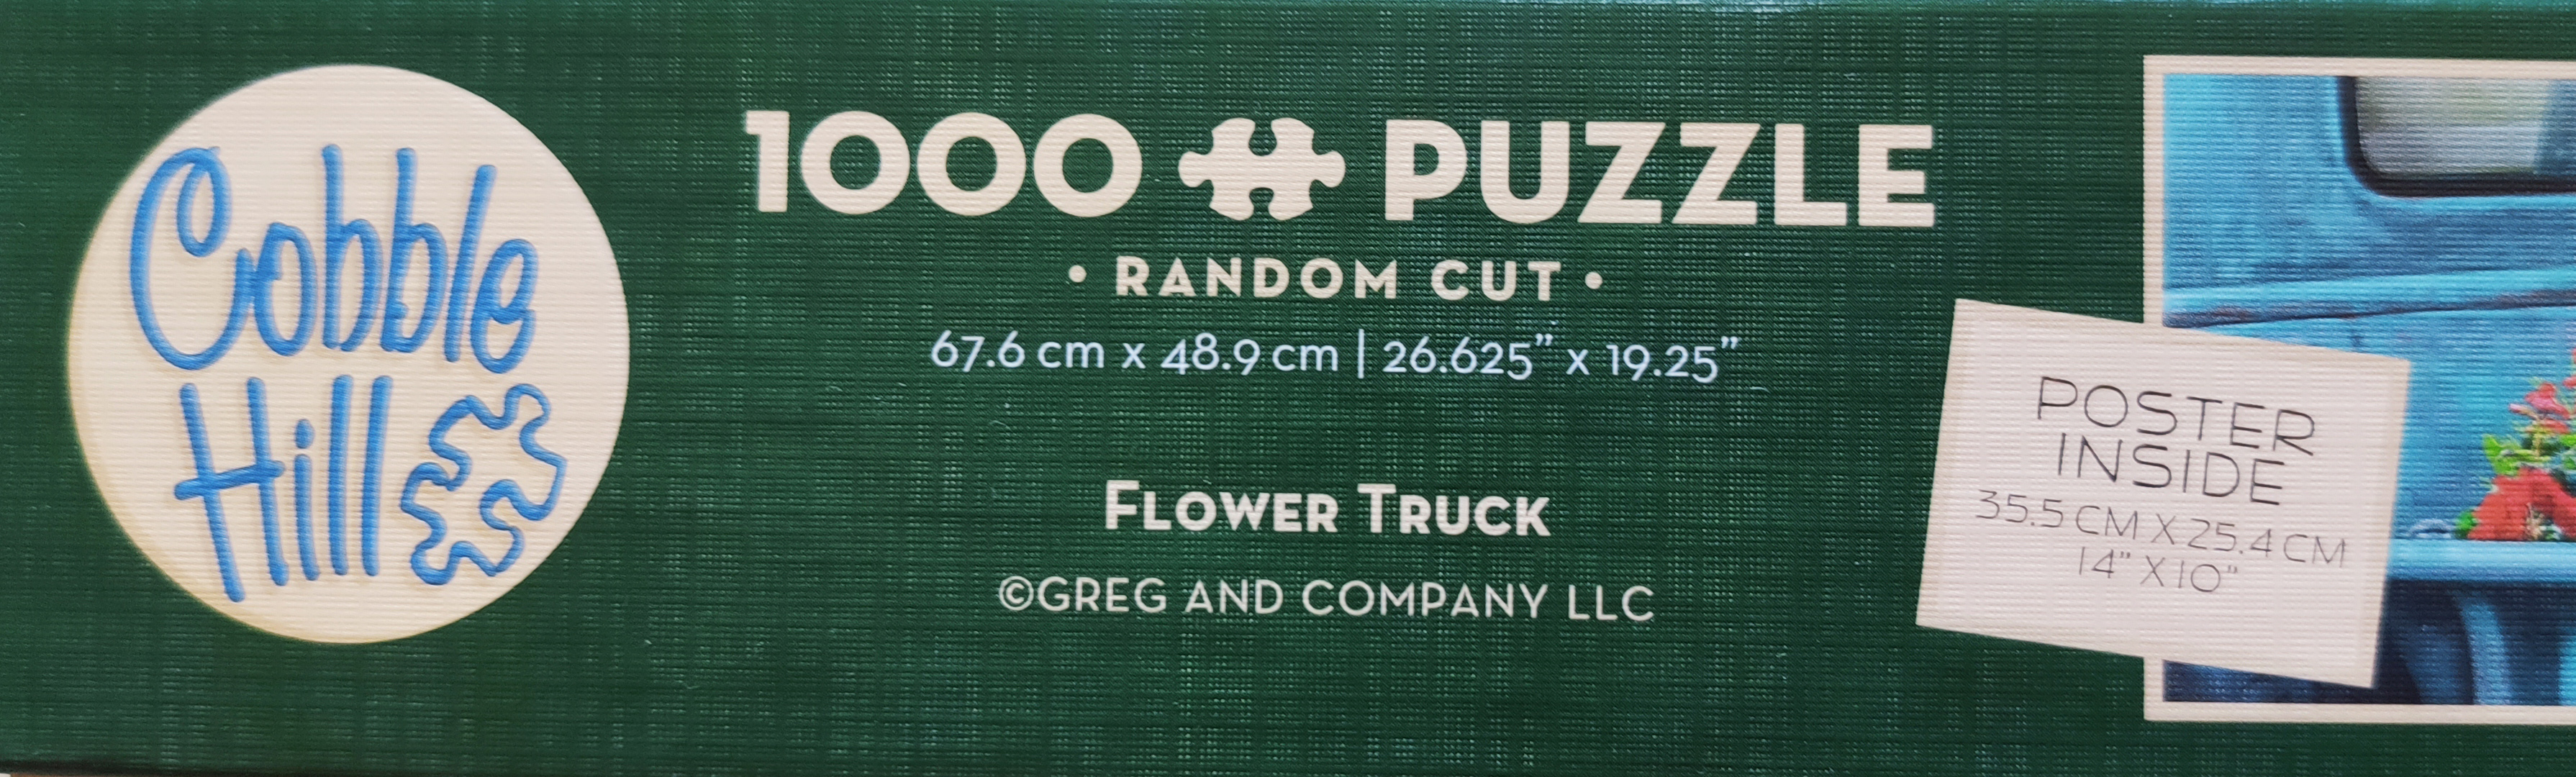 Cobble
Hill
1000 PUZZLE
• RANDOM CUT •
67.6 cm x 48.9 cm | 26.625" x 19.25"
FLOWER TRUCK
©GREG AND COMPANY LLC
POSTER
INSIDE
35.5 CM X 25.4 CM
14" X 10"